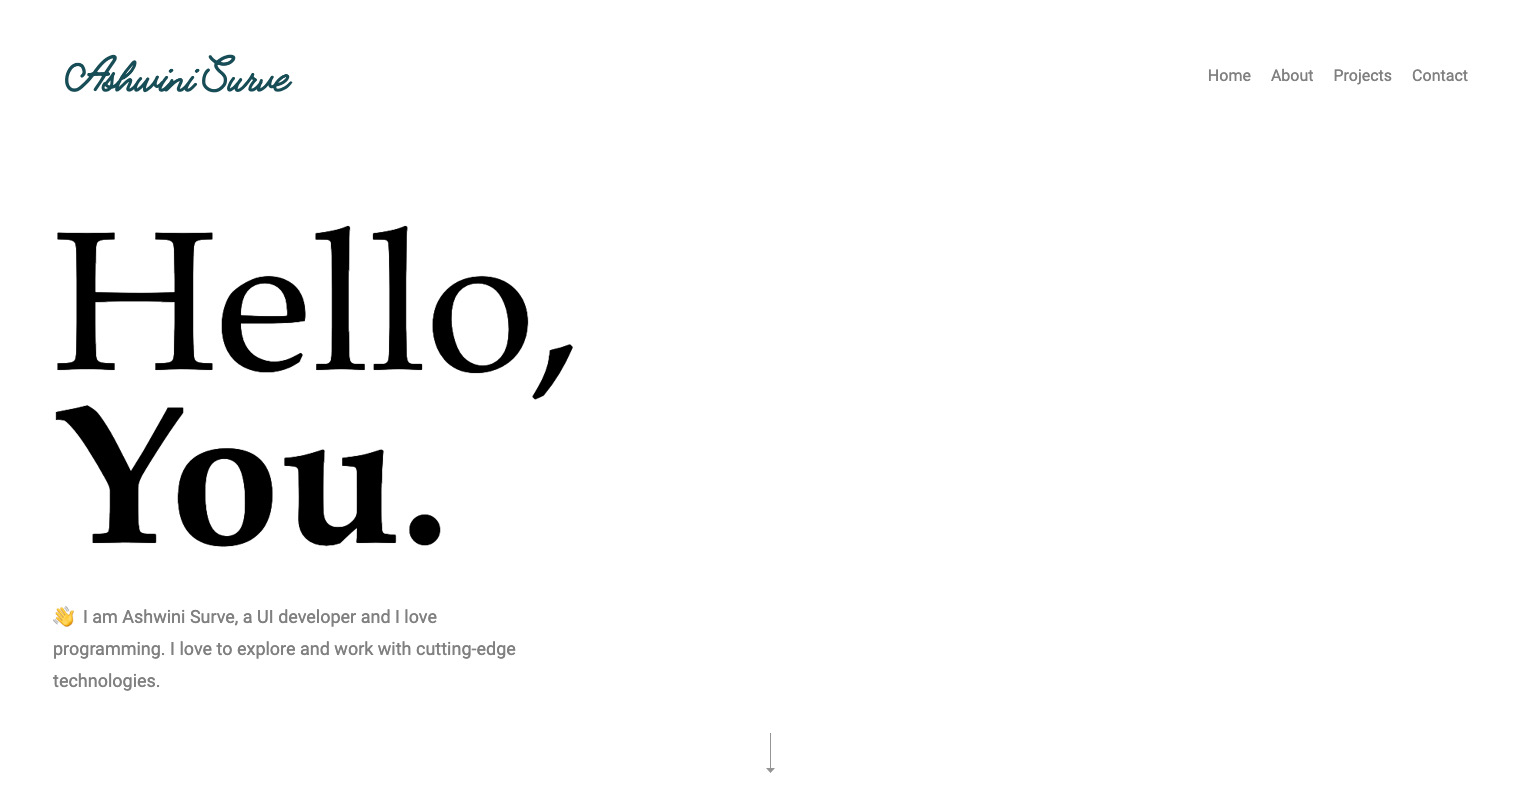 Ashwini Surve
Home About Projects Contact
Hello,
You.
👋 I am Ashwini Surve, a UI developer and I love
programming. I love to explore and work with cutting-edge
technologies.